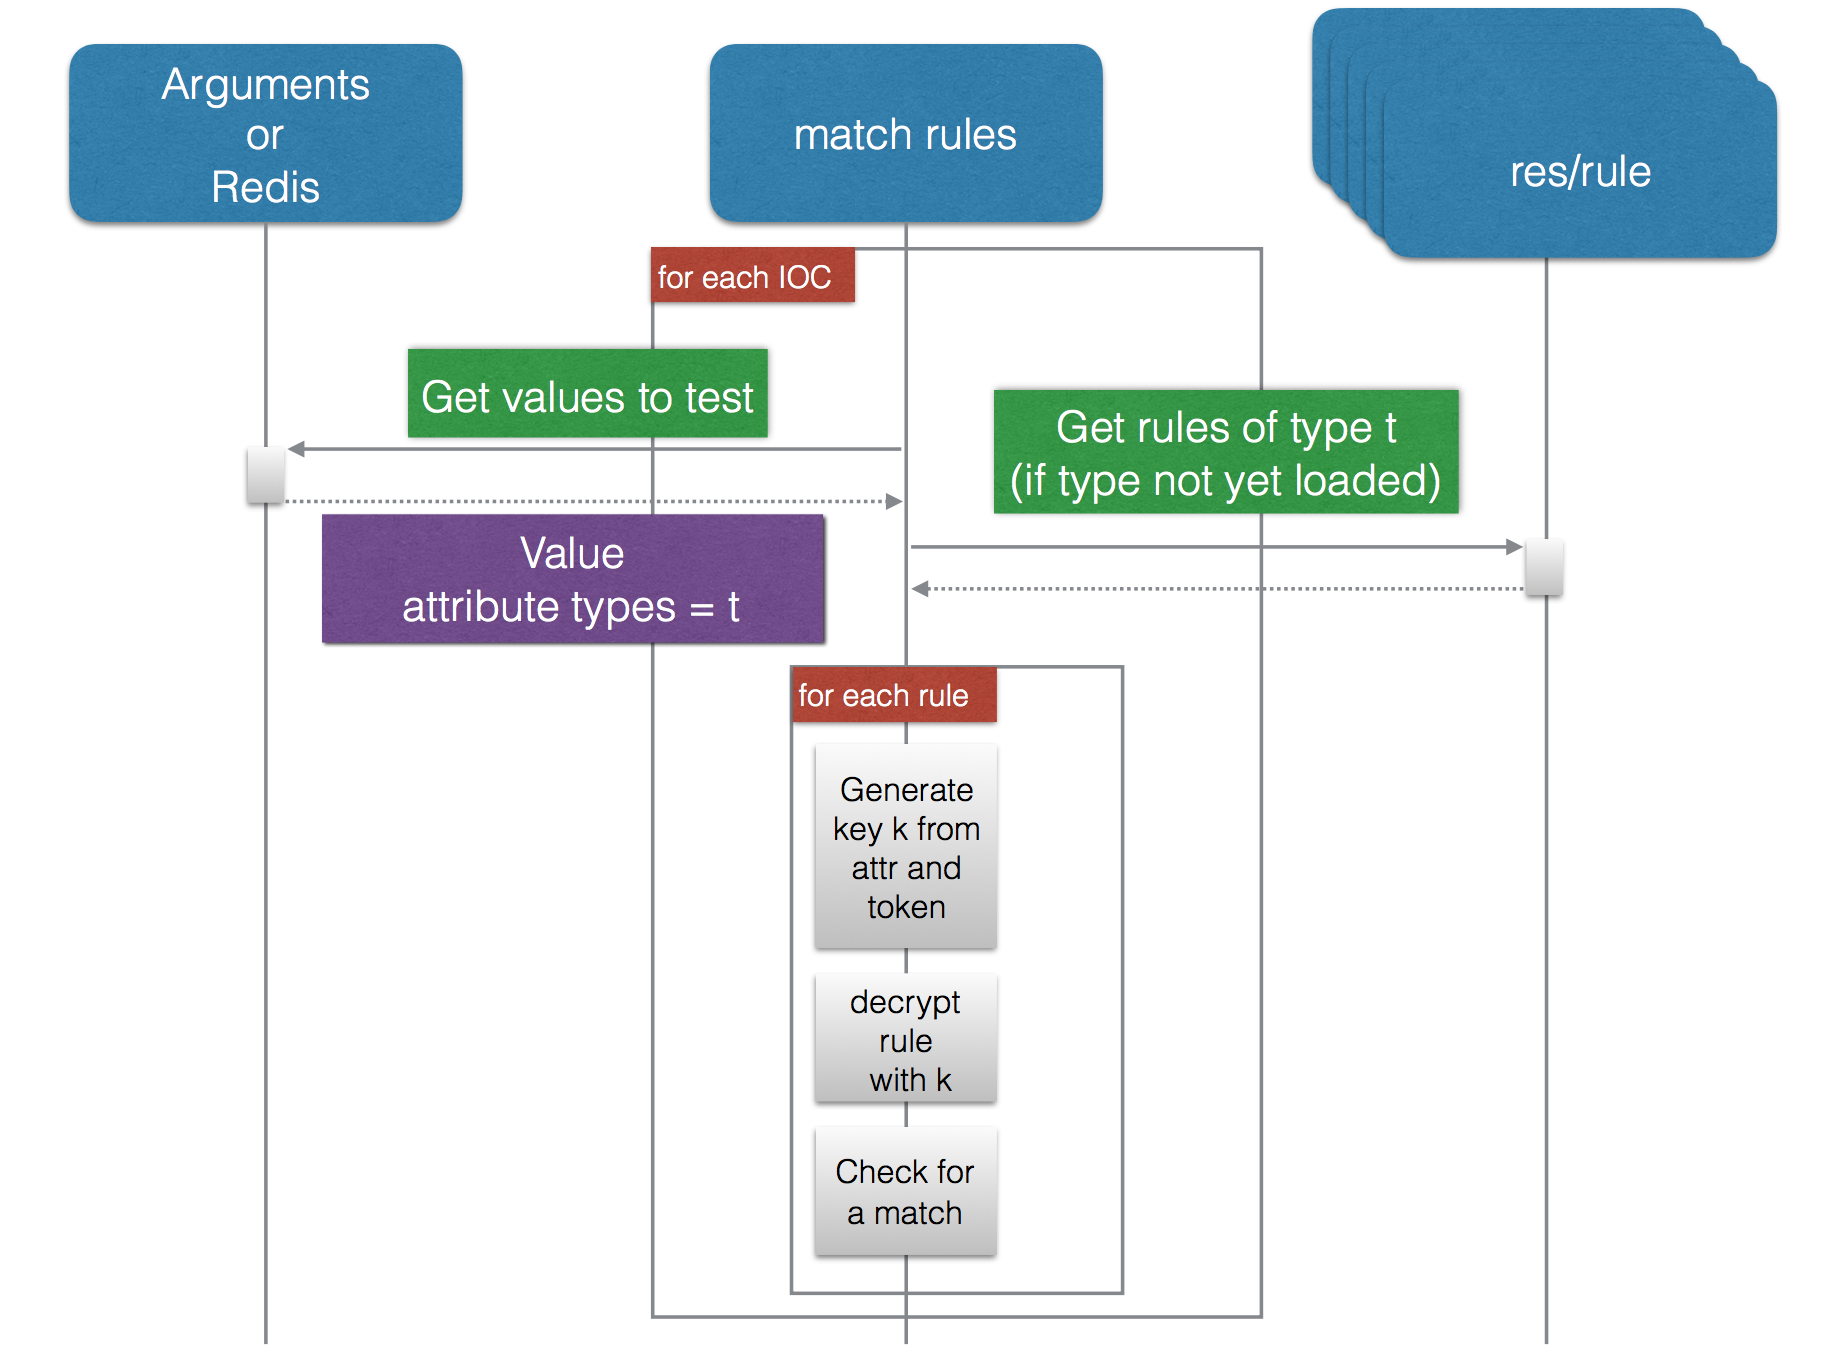 Arguments
or
Redis
match rules
res/rule
for each IOC
Get values to test
Get rules of type t
(if type not yet loaded)
Value
attribute types = t
for each rule
Generate
key k from
attr and
token
decrypt
rule
with k
Check for
a match